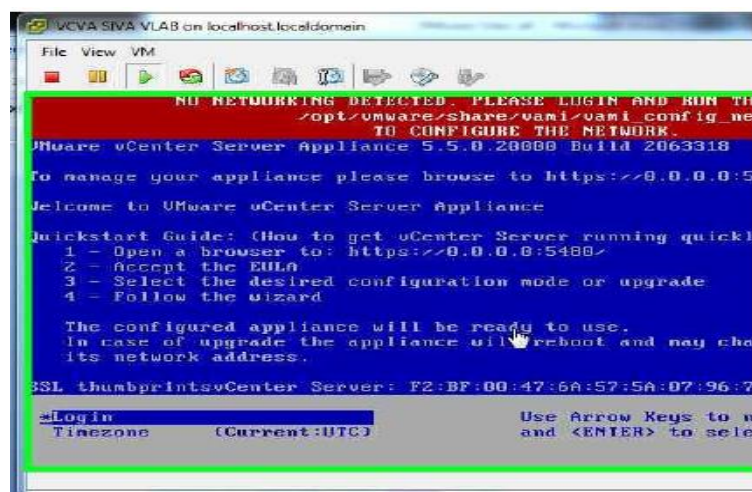 VCVA SIVA VLAB on localhost.localdomain
File View VM
NO NETWORKING DETECTED. PLEASE LOGIN AND RUN TH
/opt/vmware/share/vami/vami_config_ne
TO CONFIGURE THE NETWORK.
VMware vCenter Server Appliance 5.5.0.20000 Build 2063318
To manage your appliance please browse to https://0.0.0.0:5
Welcome to VMware vCenter Server Appliance
Quickstart Guide: (How to get vCenter Server running quickl
1 - Open a browser to: https://0.0.0.0:5480/
2 - Accept the EULA
3 - Select the desired configuration mode or upgrade
4 - Follow the wizard
The configured appliance will be ready to use.
In case of upgrade the appliance will reboot and may cha
its network address.
SSL thumbprintsvCenter Server: F2:BF:00:47:6A:57:5A:07:96:7
*Login Use Arrow Keys to n
Timezone (Current:UTC) and <ENTER> to sele